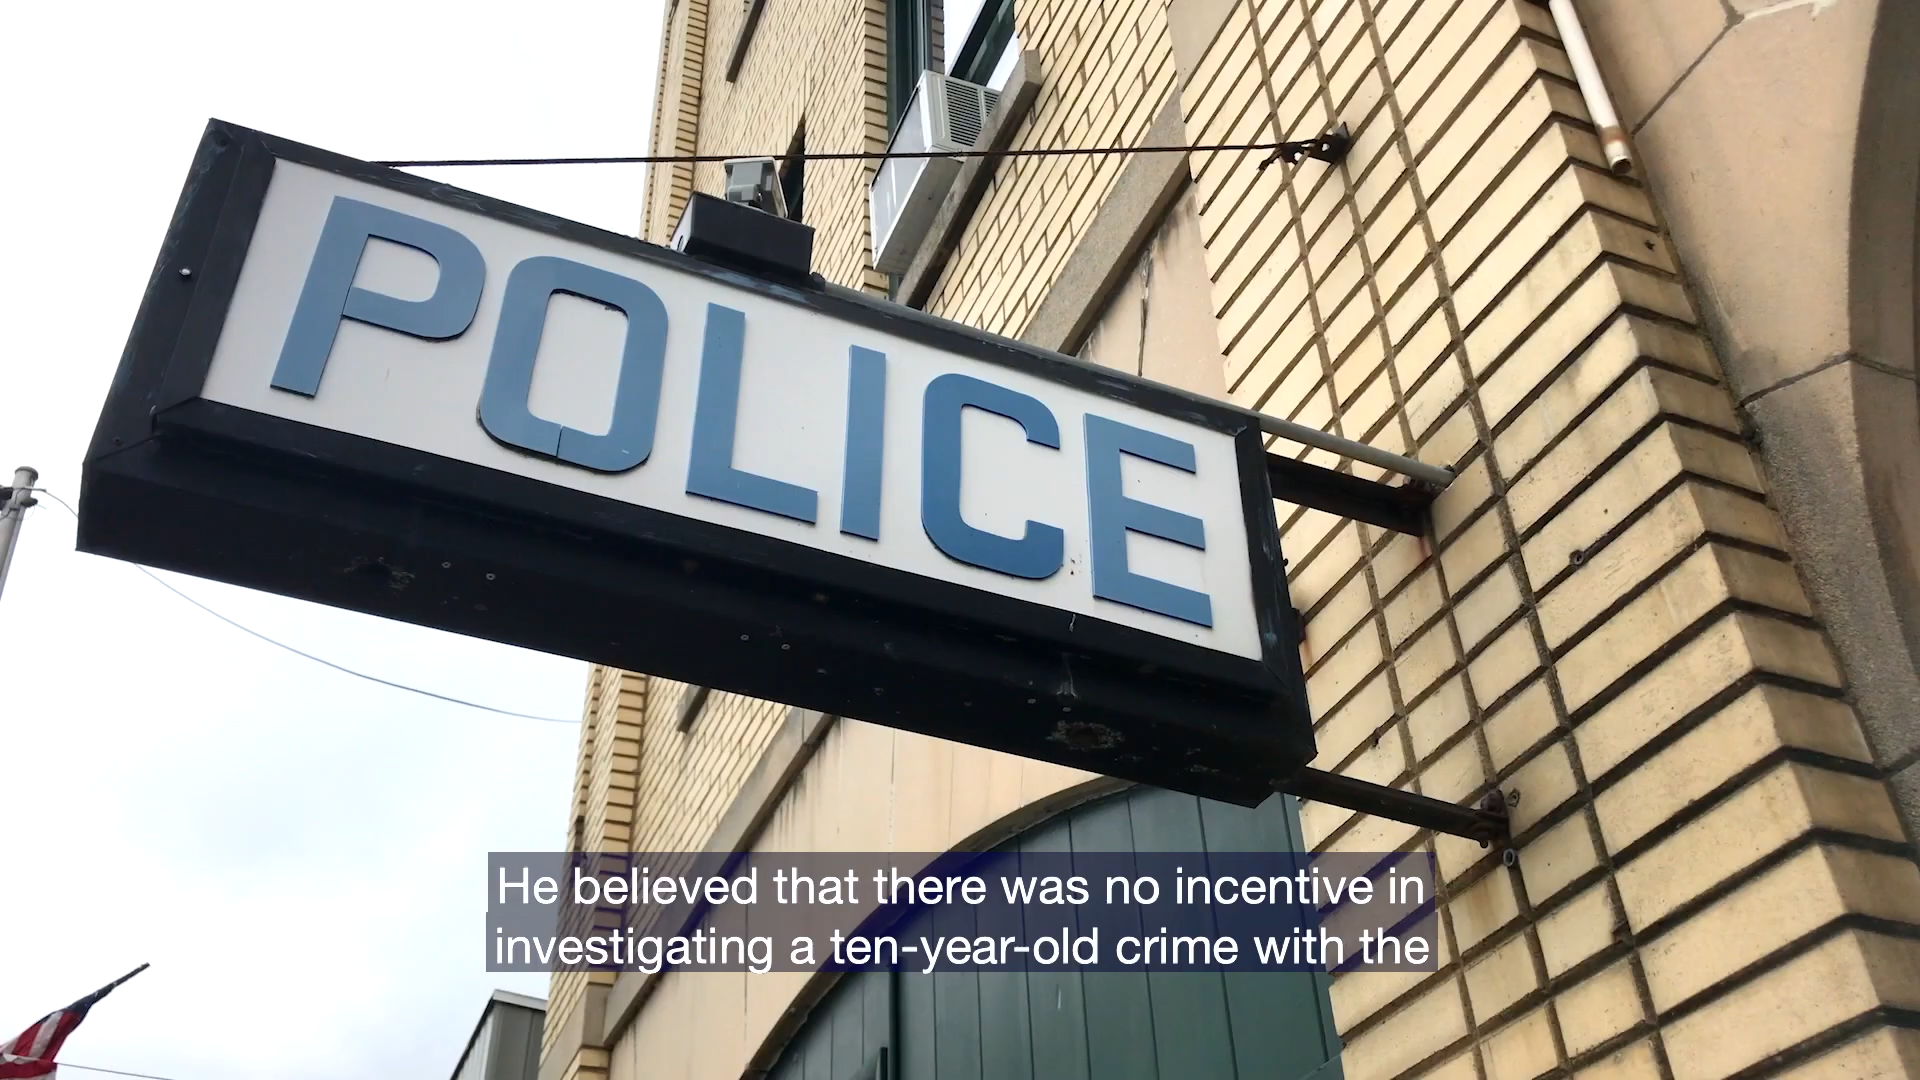 POLICE
He believed that there was no incentive in
investigating a ten-year-old crime with the